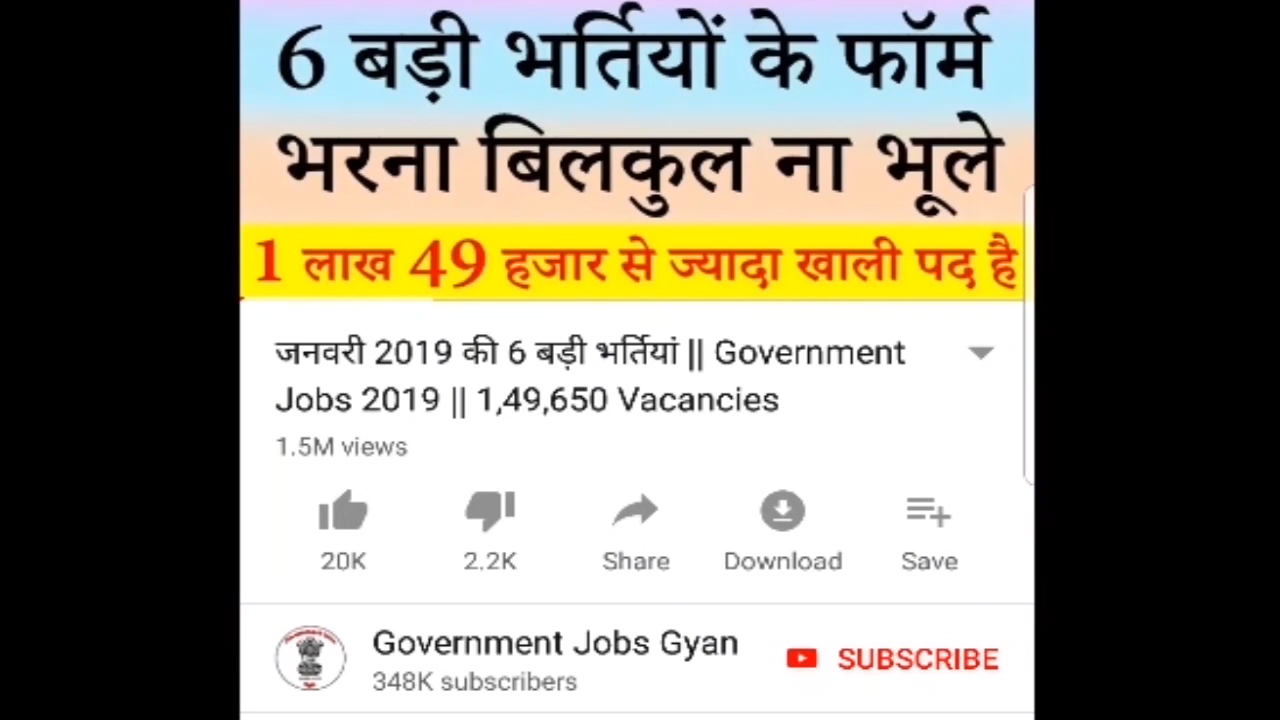 6 बड़ी भर्तियों के फॉर्म
भरना बिलकुल ना भूले
1 लाख 49 हजार से ज्यादा खाली पद है
जनवरी 2019 की 6 बड़ी भर्तियां || Government
Jobs 2019 || 1,49,650 Vacancies
1.5M views
20K
2.2K
Share
Download
Save
Government Jobs Gyan
SUBSCRIBE
348K subscribers